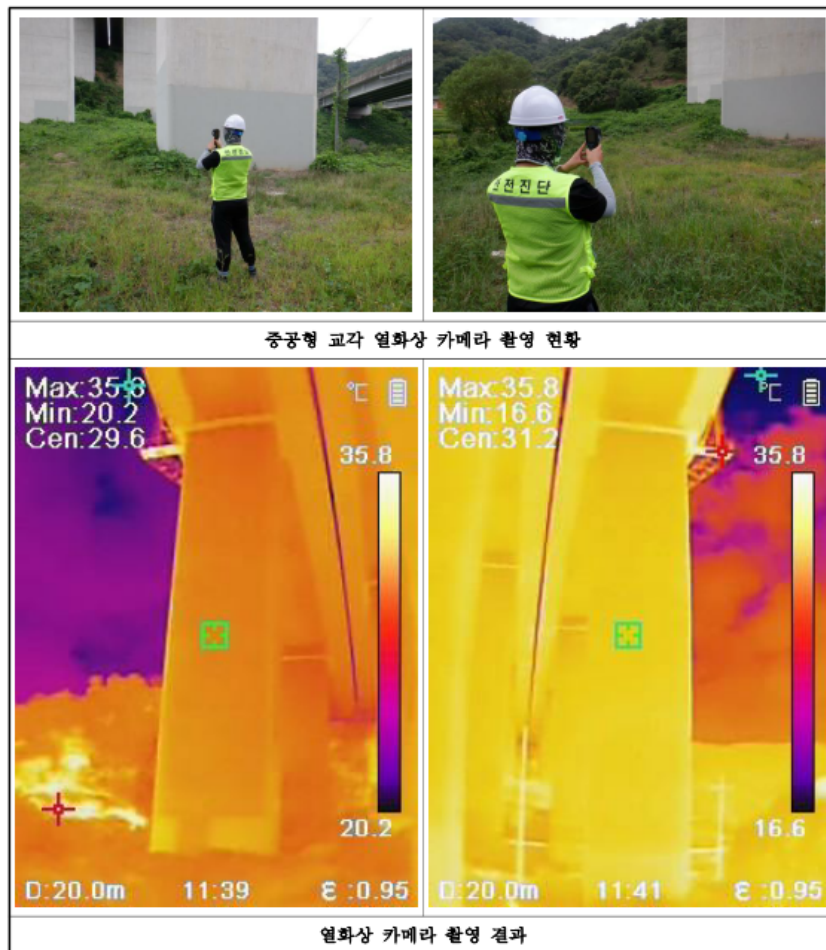 안전진단
중공형 교각 열화상 카메라 촬영 현황
Max:35.8
Min:20.2
Cen:29.6
℃
35.8
20.2
D:20.0m 11:39 ε:0.95
Max:35.8
Min:16.6
Cen:31.2
℃
35.8
16.6
D:20.0m 11:41 ε:0.95
열화상 카메라 촬영 결과